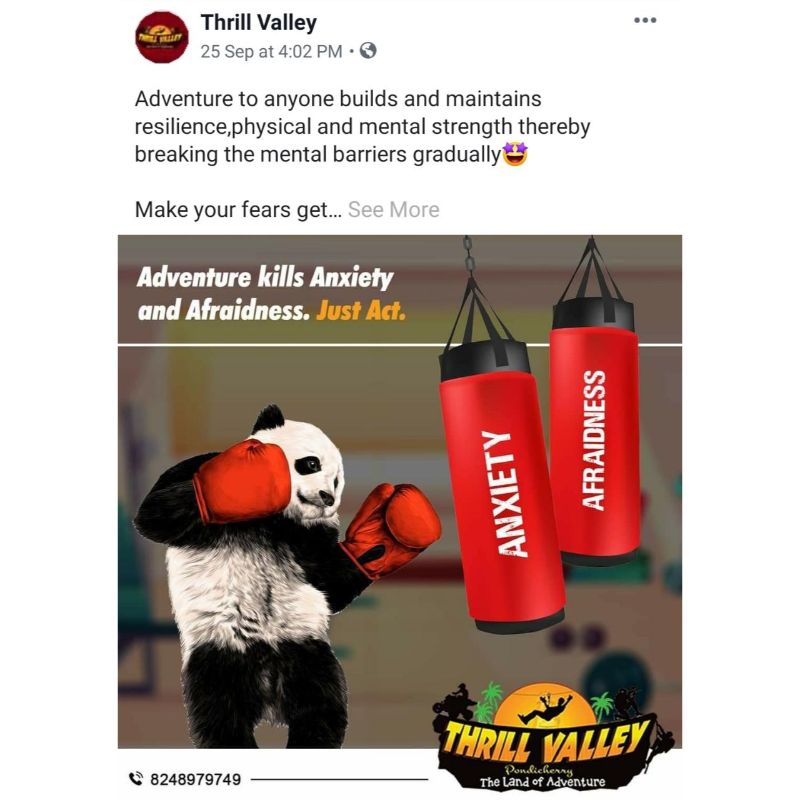 Thrill Valley
25 Sep at 4:02 PM
Adventure to anyone builds and maintains
resilience,physical and mental strength thereby
breaking the mental barriers gradually🤩
Make your fears get... See More
Adventure kills Anxiety
and Afraidness. Just Act.
ANXIETY
AFRAIDNESS
THRILL VALLEY
Pondicherry
The Land of Adventure
8248979749